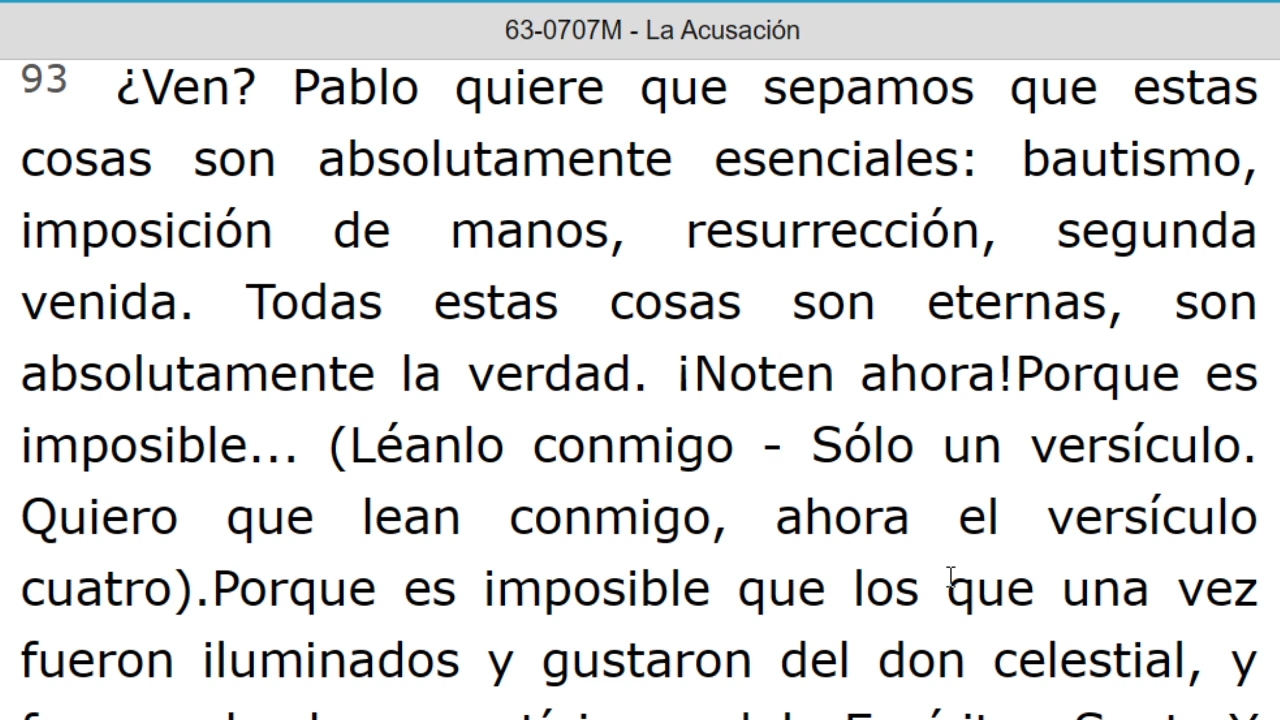 63-0707M - La Acusación
93 ¿Ven? Pablo quiere que sepamos que estas
cosas son absolutamente esenciales: bautismo,
imposición de manos, resurrección, segunda
venida. Todas estas cosas son eternas, son
absolutamente la verdad. ¡Noten ahora!Porque es
imposible... (Léanlo conmigo - Sólo un versículo.
Quiero que lean conmigo, ahora el versículo
cuatro).Porque es imposible que los que una vez
fueron iluminados y gustaron del don celestial, y